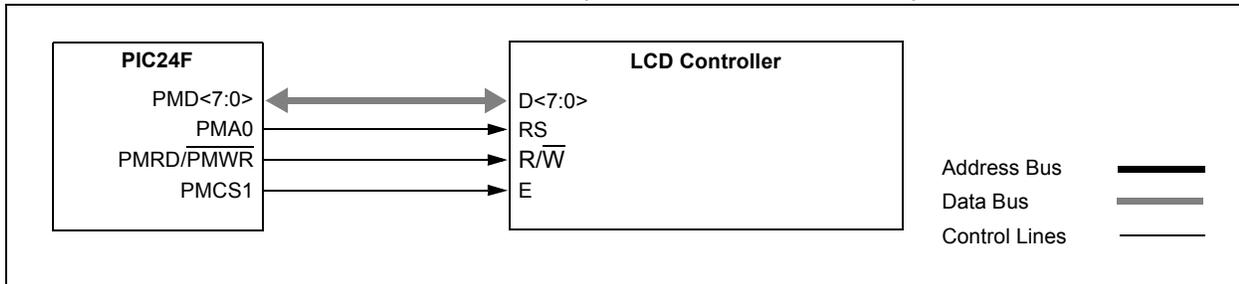 PIC24F
LCD Controller
PMD<7:0>
D<7:0>
PMA0
RS
PMRD/PMWR
R/W
PMCS1
E
Address Bus
Data Bus
Control Lines